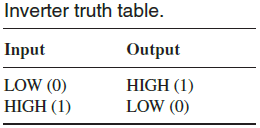 Inverter truth table.
Input Output
LOW (0) HIGH (1)
HIGH (1) LOW (0)